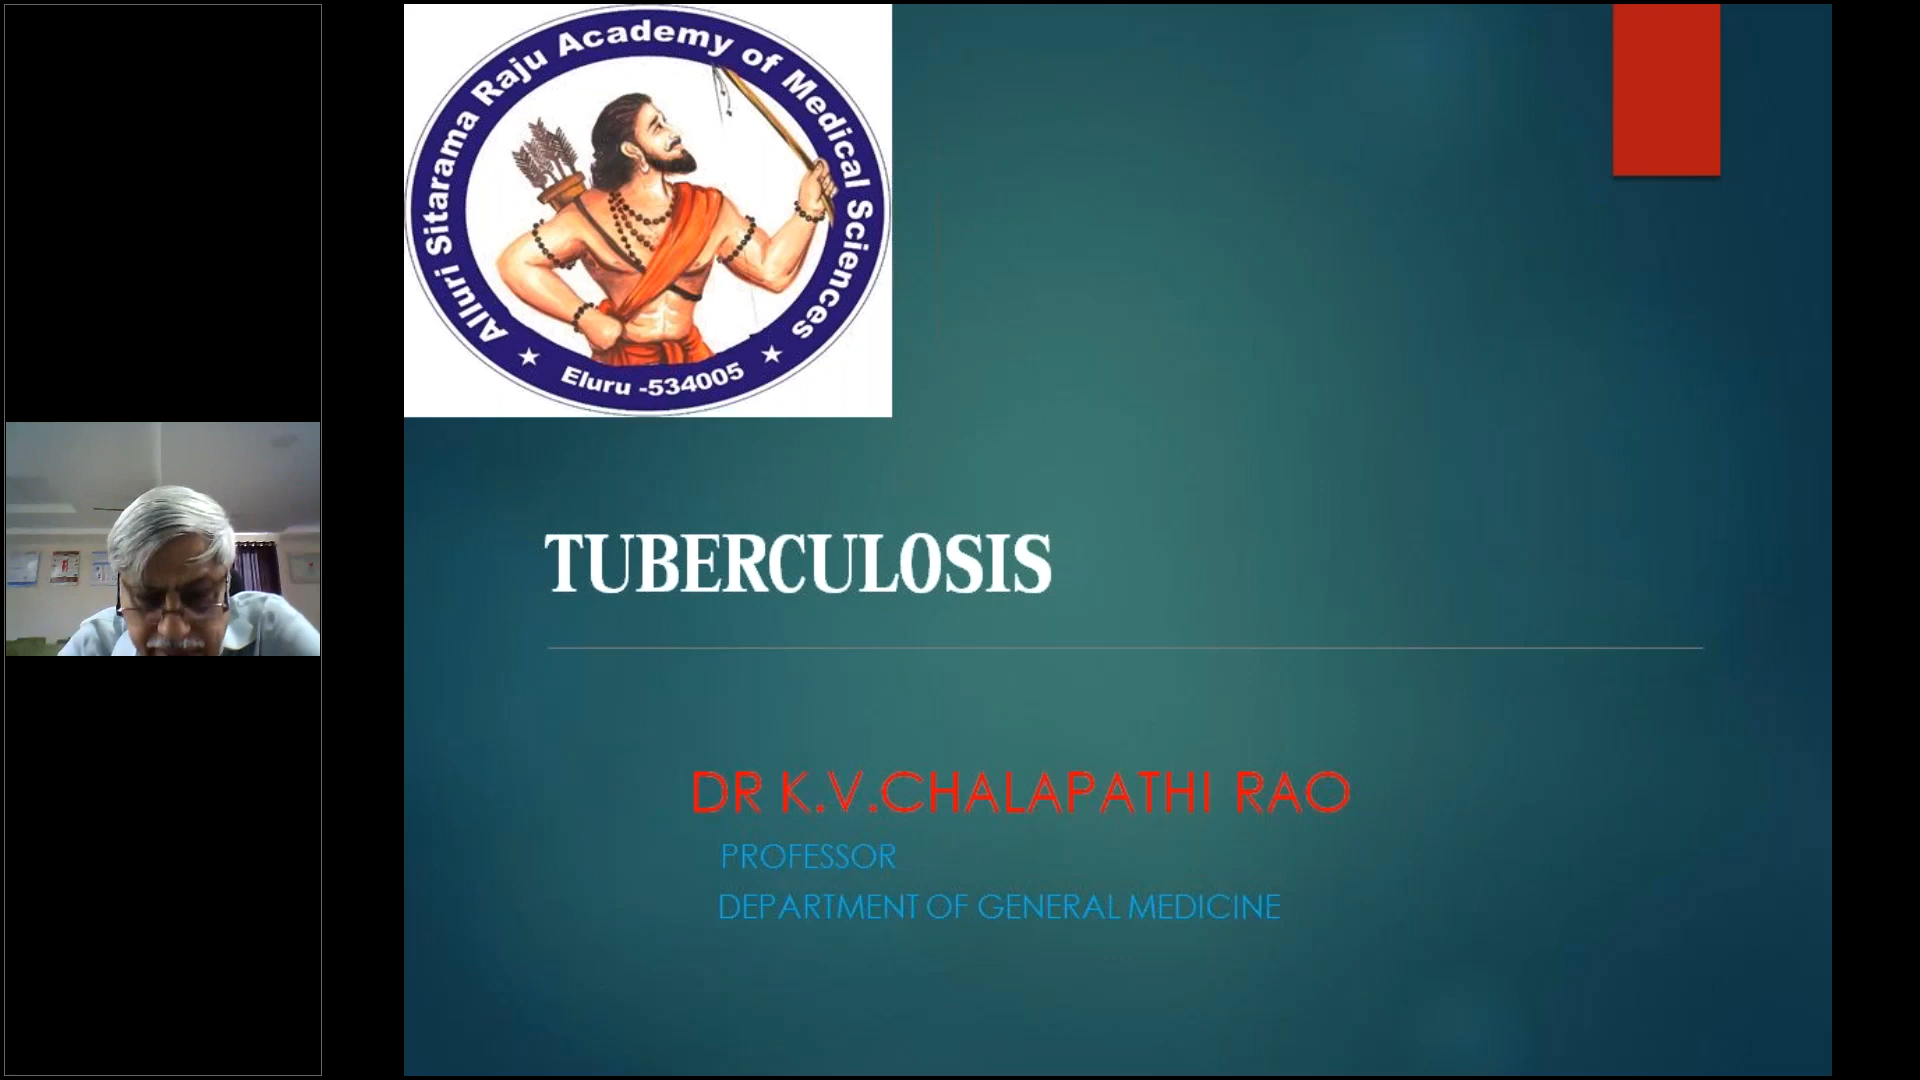 Alluri Sitarama Raju Academy of Medical Sciences
Eluru -534005
TUBERCULOSIS
DR K.V.CHALAPATHI RAO
PROFESSOR
DEPARTMENT OF GENERAL MEDICINE